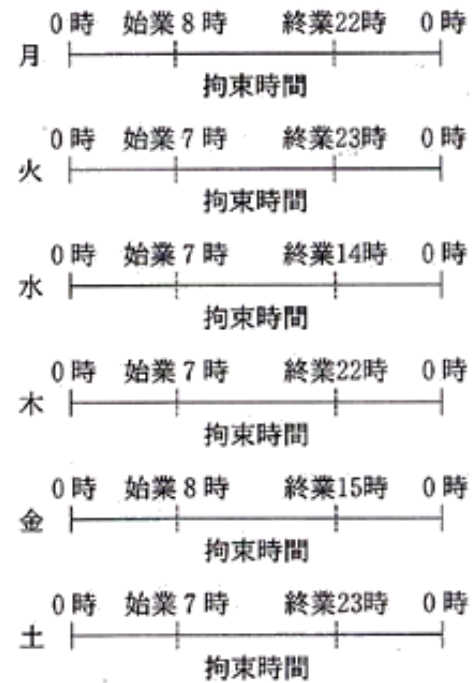 0時 始業8時 終業22時 0時
月
拘束時間
0時 始業7時 終業23時 0時
火
拘束時間
0時 始業7時 終業14時 0時
水
拘束時間
0時 始業7時 終業22時 0時
木
拘束時間
0時 始業8時 終業15時 0時
金
拘束時間
0時 始業7時 終業23時 0時
土
拘束時間